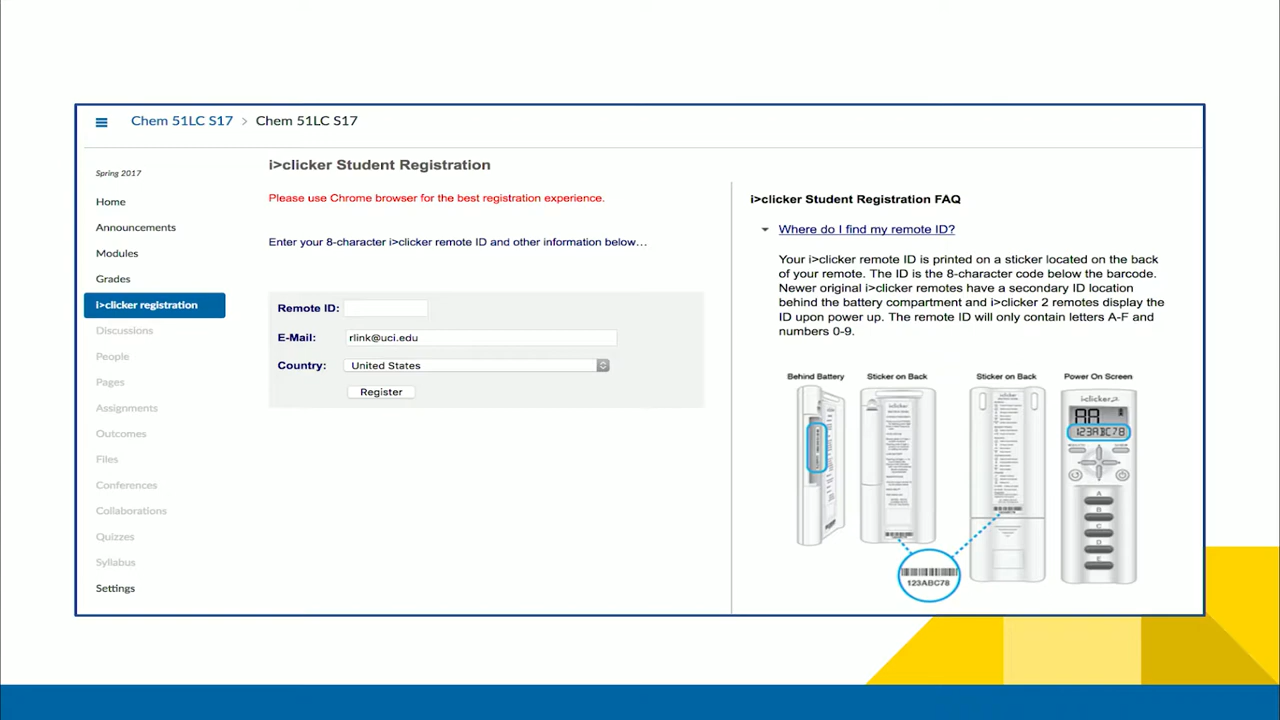 Chem 51LC S17 > Chem 51LC S17
Spring 2017
Home
Announcements
Modules
Grades
i>clicker registration
Discussions
People
Pages
Assignments
Outcomes
Files
Conferences
Collaborations
Quizzes
Syllabus
Settings
i>clicker Student Registration
Please use Chrome browser for the best registration experience.
Enter your 8-character i>clicker remote ID and other information below…
Remote ID:
E-Mail: rlink@uci.edu
Country: United States
Register
i>clicker Student Registration FAQ
Where do I find my remote ID?
Your i>clicker remote ID is printed on a sticker located on the back
of your remote. The ID is the 8-character code below the barcode.
Newer original i>clicker remotes have a secondary ID location
behind the battery compartment and i>clicker 2 remotes display the
ID upon power up. The remote ID will only contain letters A-F and
numbers 0-9.
Behind Battery Sticker on Back Sticker on Back Power On Screen
AA
123ABC78
A
B
C
D
E
123ABC78